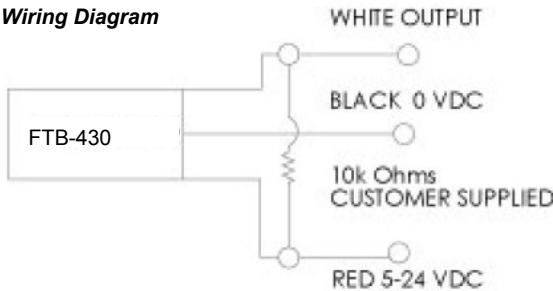 Wiring Diagram
WHITE OUTPUT
BLACK 0 VDC
FTB-430
10k Ohms
CUSTOMER SUPPLIED
RED 5-24 VDC